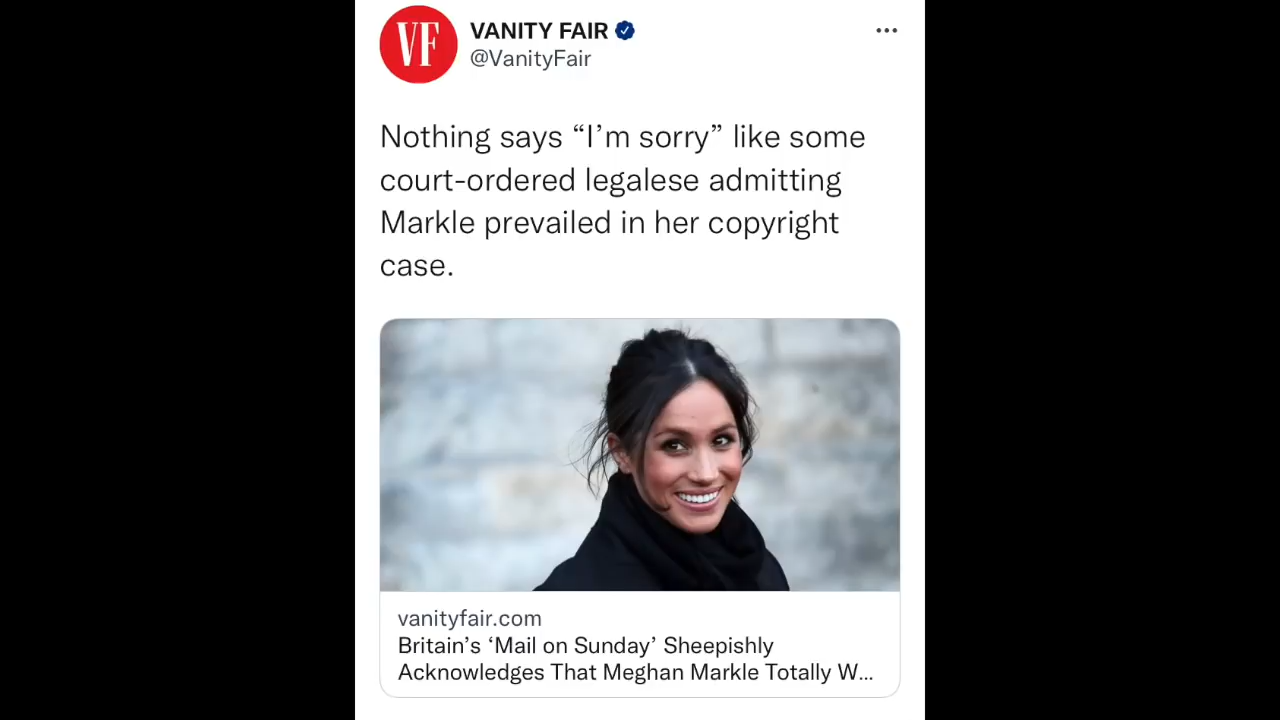 VF
VANITY FAIR
@VanityFair
Nothing says “I’m sorry” like some
court-ordered legalese admitting
Markle prevailed in her copyright
case.
vanityfair.com
Britain’s ‘Mail on Sunday’ Sheepishly
Acknowledges That Meghan Markle Totally W...